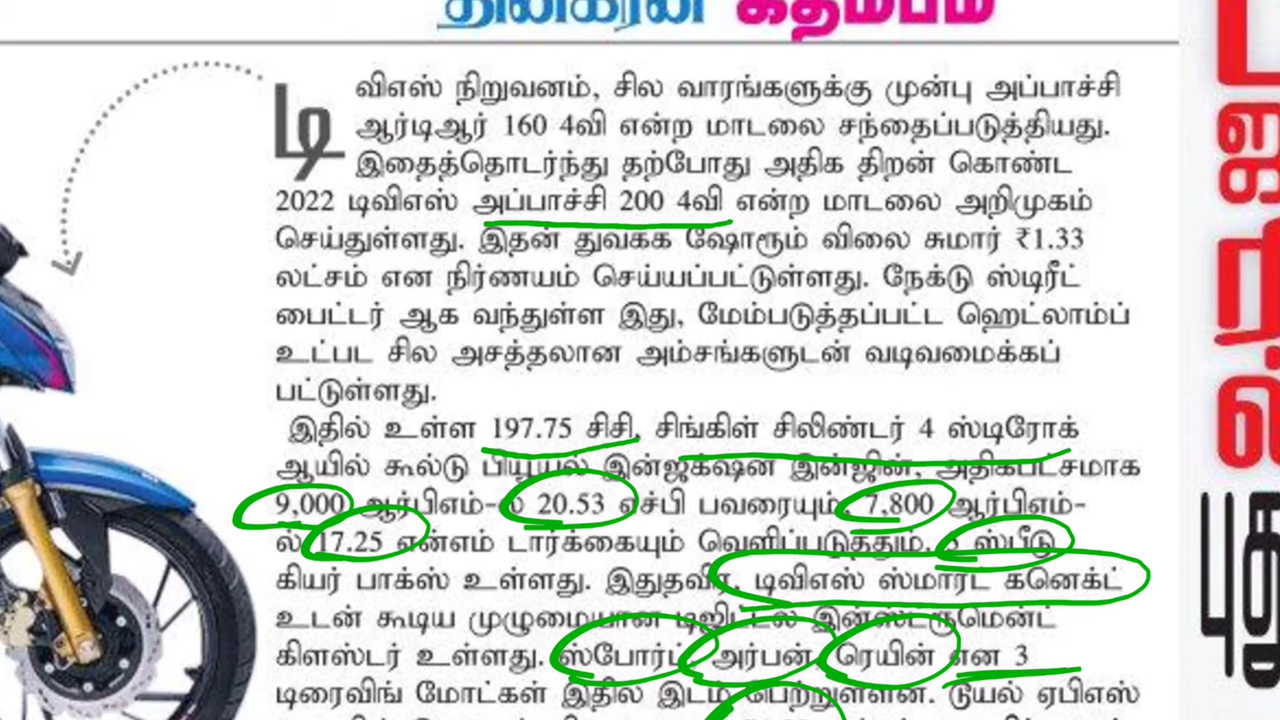 தினகரன் கதம்பம்
டிவிஎஸ் நிறுவனம், சில வாரங்களுக்கு முன்பு அப்பாச்சி
ஆர்டிஆர் 160 4வி என்ற மாடலை சந்தைப்படுத்தியது.
இதைத்தொடர்ந்து தற்போது அதிக திறன் கொண்ட
2022 டிவிஎஸ் அப்பாச்சி 200 4வி என்ற மாடலை அறிமுகம்
செய்துள்ளது. இதன் துவக்க ஷோரூம் விலை சுமார் ₹1.33
லட்சம் என நிர்ணயம் செய்யப்பட்டுள்ளது. நேக்டு ஸ்டிரீட்
பைட்டர் ஆக வந்துள்ள இது, மேம்படுத்தப்பட்ட ஹெட்லாம்ப்
உட்பட சில அசத்தலான அம்சங்களுடன் வடிவமைக்கப்
பட்டுள்ளது.
இதில் உள்ள 197.75 சிசி, சிங்கிள் சிலிண்டர் 4 ஸ்டிரோக்
ஆயில் கூல்டு பியூயல் இன்ஜக்‌ஷன் இன்ஜின், அதிகபட்சமாக
9,000 ஆர்பிஎம்-ல் 20.53 எச்பி பவரையும், 7,800 ஆர்பிஎம்-
ல் 17.25 என்எம் டார்க்கையும் வெளிப்படுத்தும். 5 ஸ்பீடு
கியர் பாக்ஸ் உள்ளது. இதுதவிர, டிவிஎஸ் ஸ்மார்ட் கனெக்ட்
உடன் கூடிய முழுமையான டிஜிட்டல் இன்ஸ்ட்ருமென்ட்
கிளஸ்டர் உள்ளது. ஸ்போர்ட், அர்பன், ரெயின் என 3
டிரைவிங் மோட்கள் இதில் இடம் பெற்றுள்ளன. டூயல் ஏபிஎஸ்